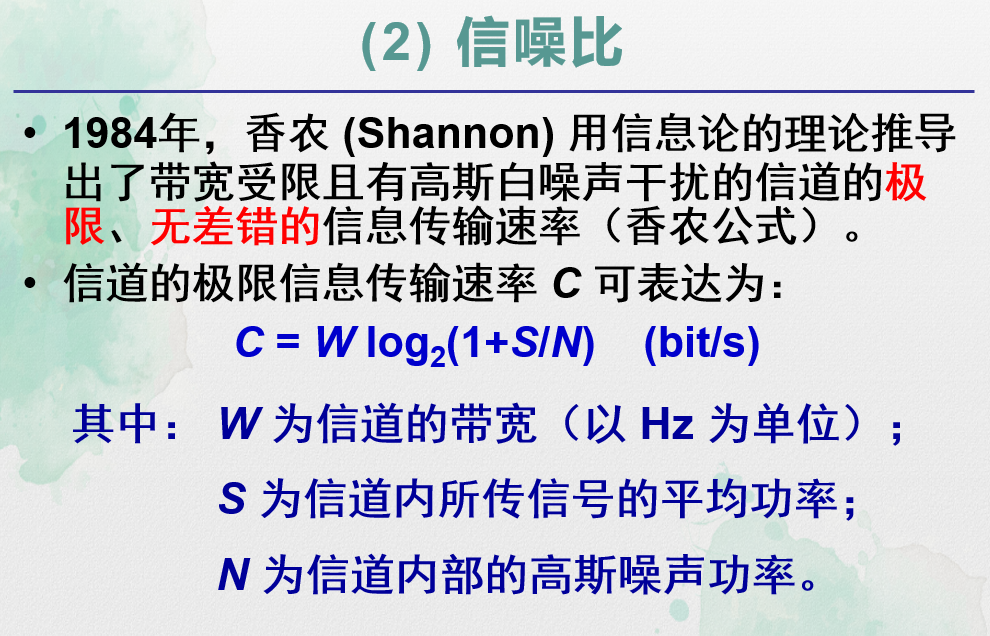 (2) 信噪比
• 1984年，香农 (Shannon) 用信息论的理论推导
出了带宽受限且有高斯白噪声干扰的信道的极
限、无差错的信息传输速率（香农公式）。
• 信道的极限信息传输速率 C 可表达为：
C = W log₂(1+S/N) (bit/s)
其中： W 为信道的带宽（以 Hz 为单位）；
S 为信道内所传信号的平均功率；
N 为信道内部的高斯噪声功率。